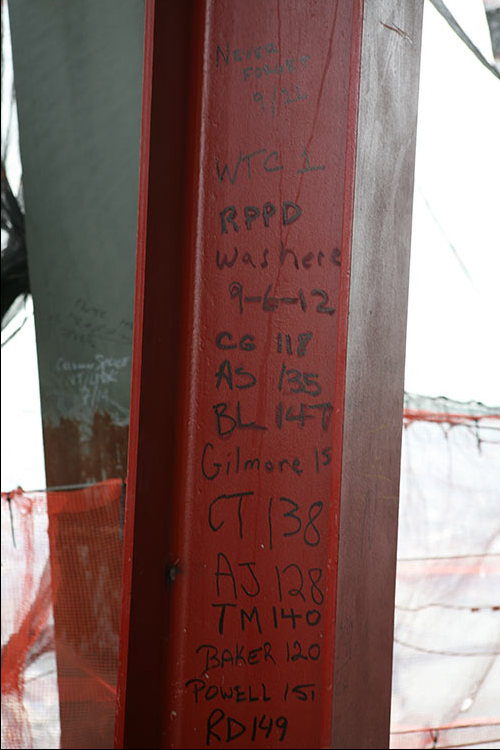 NEVER
FORGET
9/11
WTC 1
RPPD
Was here
9-6-12
CG 118
AS 135
BL 147
Gilmore 15
CT 138
AJ 128
TM 140
BAKER 120
POWELL 151
RD 149